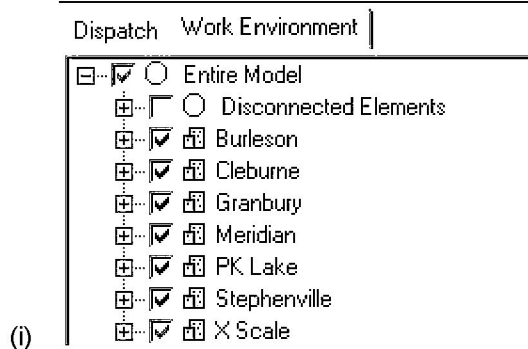 Dispatch Work Environment
Entire Model
Disconnected Elements
Burleson
Cleburne
Granbury
Meridian
PK Lake
Stephenville
X Scale
(i)